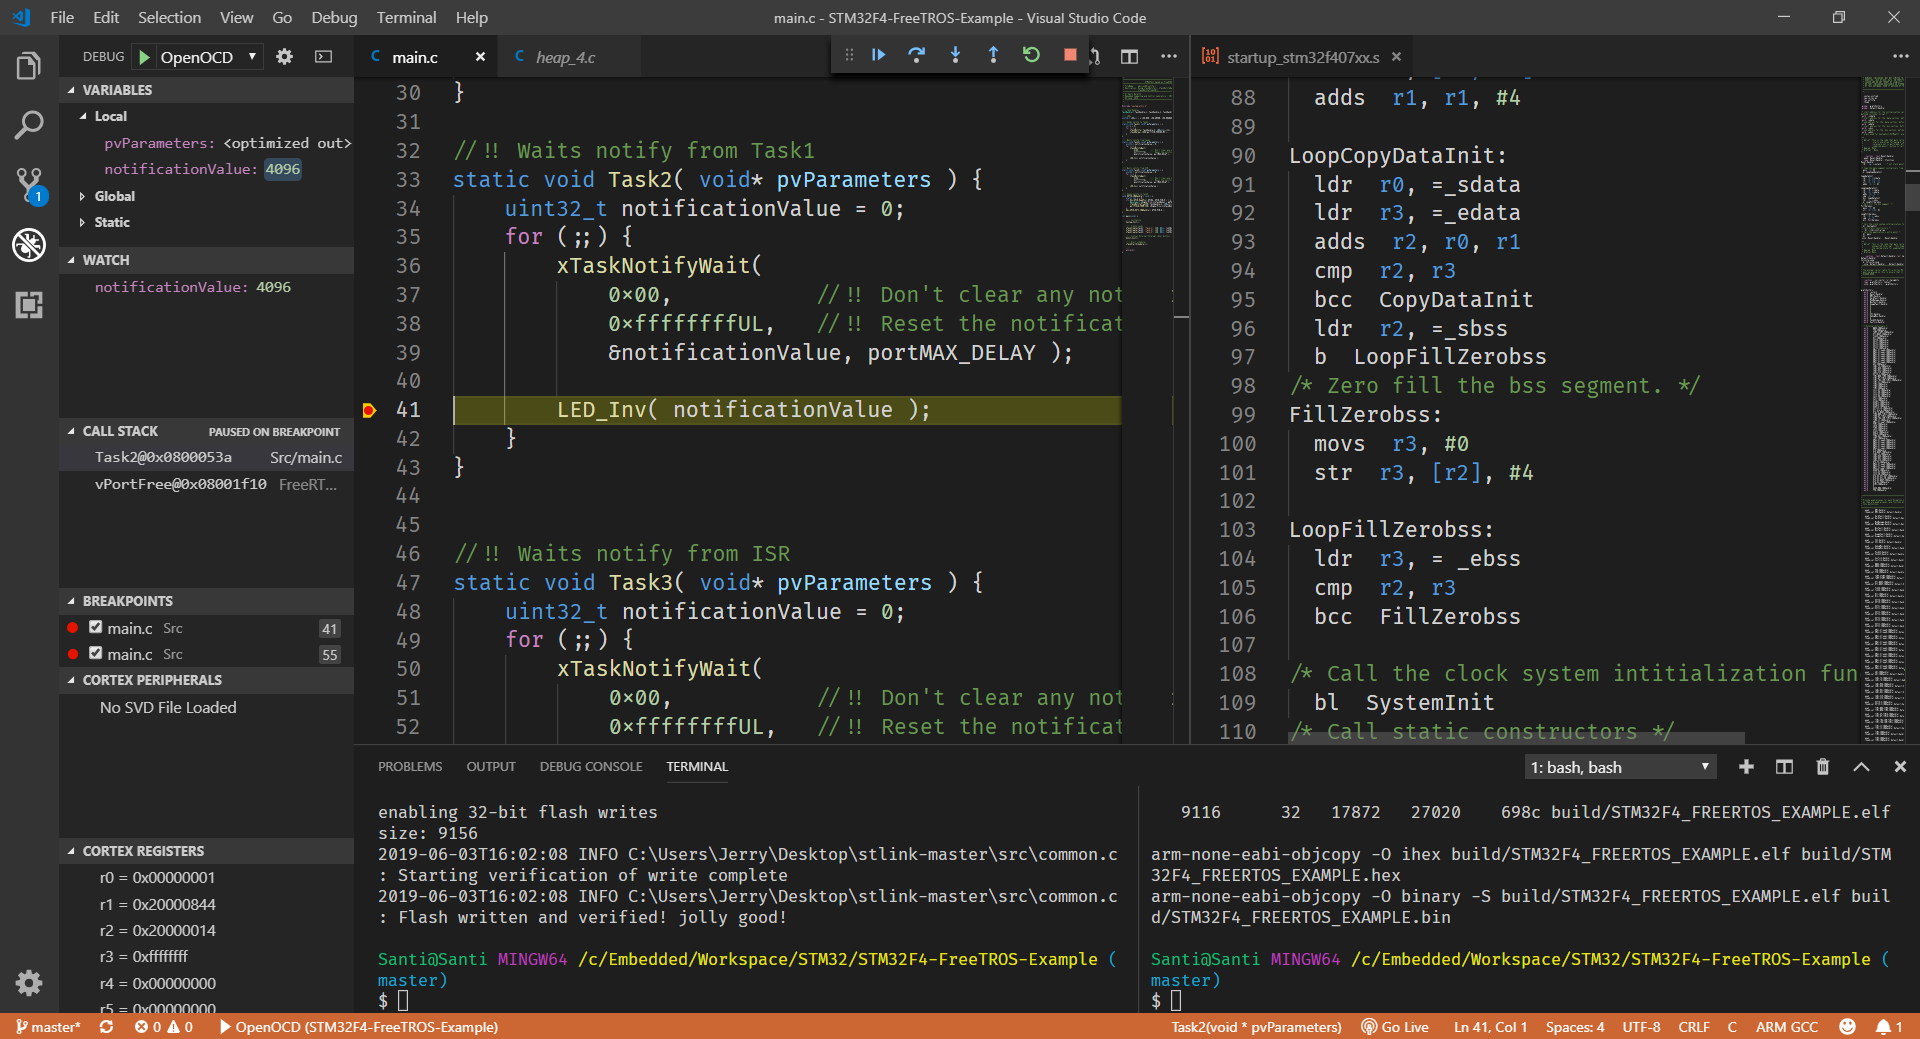 File Edit Selection View Go Debug Terminal Help
main.c - STM32F4-FreeTROS-Example - Visual Studio Code
DEBUG OpenOCD
VARIABLES
Local
pvParameters: <optimized out>
notificationValue: 4096
Global
Static
WATCH
notificationValue: 4096
CALL STACK PAUSED ON BREAKPOINT
Task2@0x0800053a Src/main.c
vPortFree@0x08001f10 FreeRT...
BREAKPOINTS
main.c Src 41
main.c Src 55
CORTEX PERIPHERALS
No SVD File Loaded
CORTEX REGISTERS
r0 = 0x00000001
r1 = 0x20000844
r2 = 0x20000014
r3 = 0xffffffff
r4 = 0x00000000
r5 = 0x00000000
main.c
heap_4.c
30 }
31
32 //!! Waits notify from Task1
33 static void Task2( void* pvParameters ) {
34 uint32_t notificationValue = 0;
35 for (;;) {
36 xTaskNotifyWait(
37 0×00, //!! Don't clear any not
38 0×ffffffffUL, //!! Reset the notificat
39 &notificationValue, portMAX_DELAY );
40
41 LED_Inv( notificationValue );
42 }
43 }
44
45
46 //!! Waits notify from ISR
47 static void Task3( void* pvParameters ) {
48 uint32_t notificationValue = 0;
49 for (;;) {
50 xTaskNotifyWait(
51 0×00, //!! Don't clear any not
52 0×ffffffffUL, //!! Reset the notificat
startup_stm32f407xx.s
88 adds r1, r1, #4
89
90 LoopCopyDataInit:
91 ldr r0, =_sdata
92 ldr r3, =_edata
93 adds r2, r0, r1
94 cmp r2, r3
95 bcc CopyDataInit
96 ldr r2, =_sbss
97 b LoopFillZerobss
98 /* Zero fill the bss segment. */
99 FillZerobss:
100 movs r3, #0
101 str r3, [r2], #4
102
103 LoopFillZerobss:
104 ldr r3, = _ebss
105 cmp r2, r3
106 bcc FillZerobss
107
108 /* Call the clock system intitialization fun
109 bl SystemInit
110 /* Call static constructors */
PROBLEMS OUTPUT DEBUG CONSOLE TERMINAL
1: bash, bash
enabling 32-bit flash writes
size: 9156
2019-06-03T16:02:08 INFO C:\Users\Jerry\Desktop\stlink-master\src\common.c
: Starting verification of write complete
2019-06-03T16:02:08 INFO C:\Users\Jerry\Desktop\stlink-master\src\common.c
: Flash written and verified! jolly good!
Santi@Santi MINGW64 /c/Embedded/Workspace/STM32/STM32F4-FreeTROS-Example (
master)
$
9116 32 17872 27020 698c build/STM32F4_FREERTOS_EXAMPLE.elf
arm-none-eabi-objcopy -O ihex build/STM32F4_FREERTOS_EXAMPLE.elf build/STM
32F4_FREERTOS_EXAMPLE.hex
arm-none-eabi-objcopy -O binary -S build/STM32F4_FREERTOS_EXAMPLE.elf buil
d/STM32F4_FREERTOS_EXAMPLE.bin
Santi@Santi MINGW64 /c/Embedded/Workspace/STM32/STM32F4-FreeTROS-Example (
master)
$
master* 0 0 OpenOCD (STM32F4-FreeTROS-Example) Task2(void * pvParameters) Go Live Ln 41, Col 1 Spaces: 4 UTF-8 CRLF C ARM GCC 1